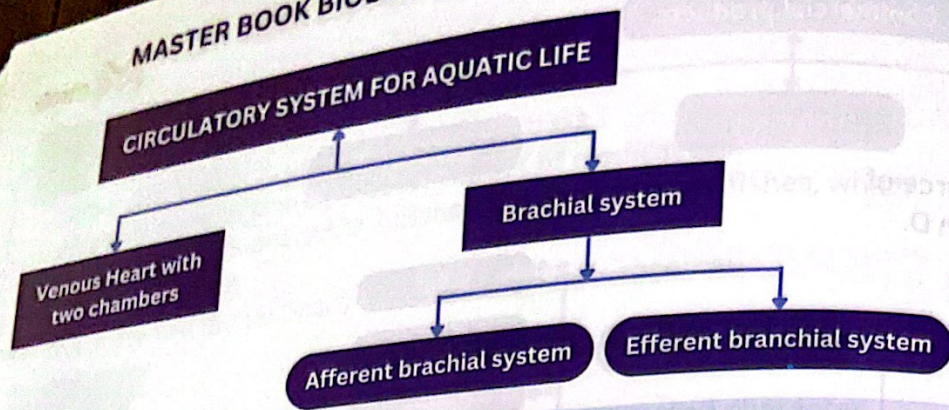 MASTER BOOK
CIRCULATORY SYSTEM FOR AQUATIC LIFE
Brachial system
Venous Heart with
two chambers
Afferent brachial system
Efferent branchial system